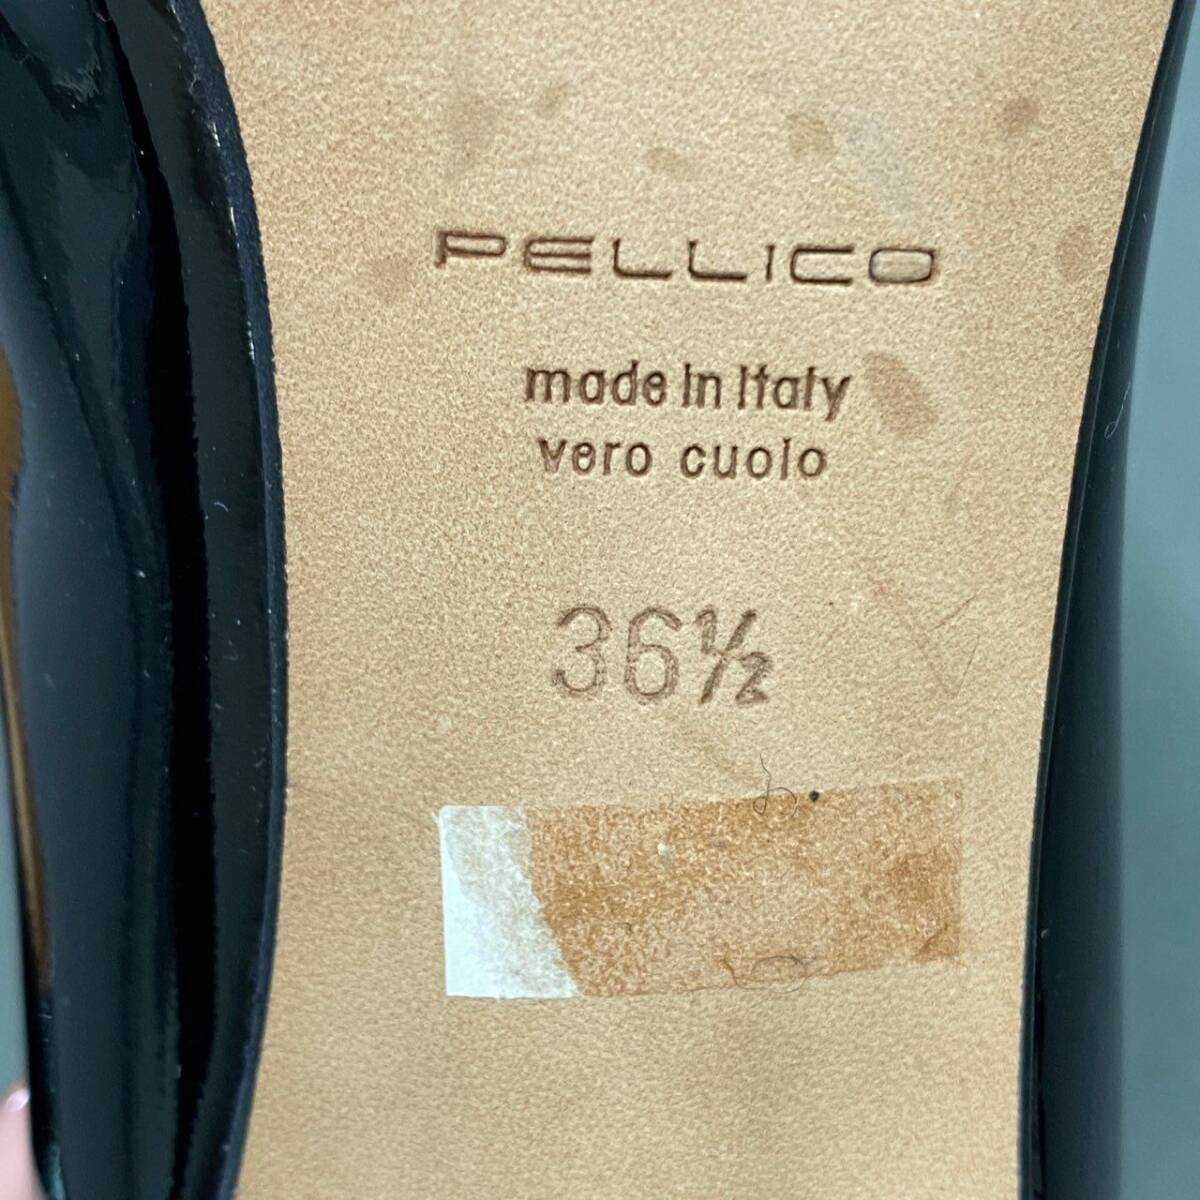 PELLICO
made in Italy
vero cuoio
36½